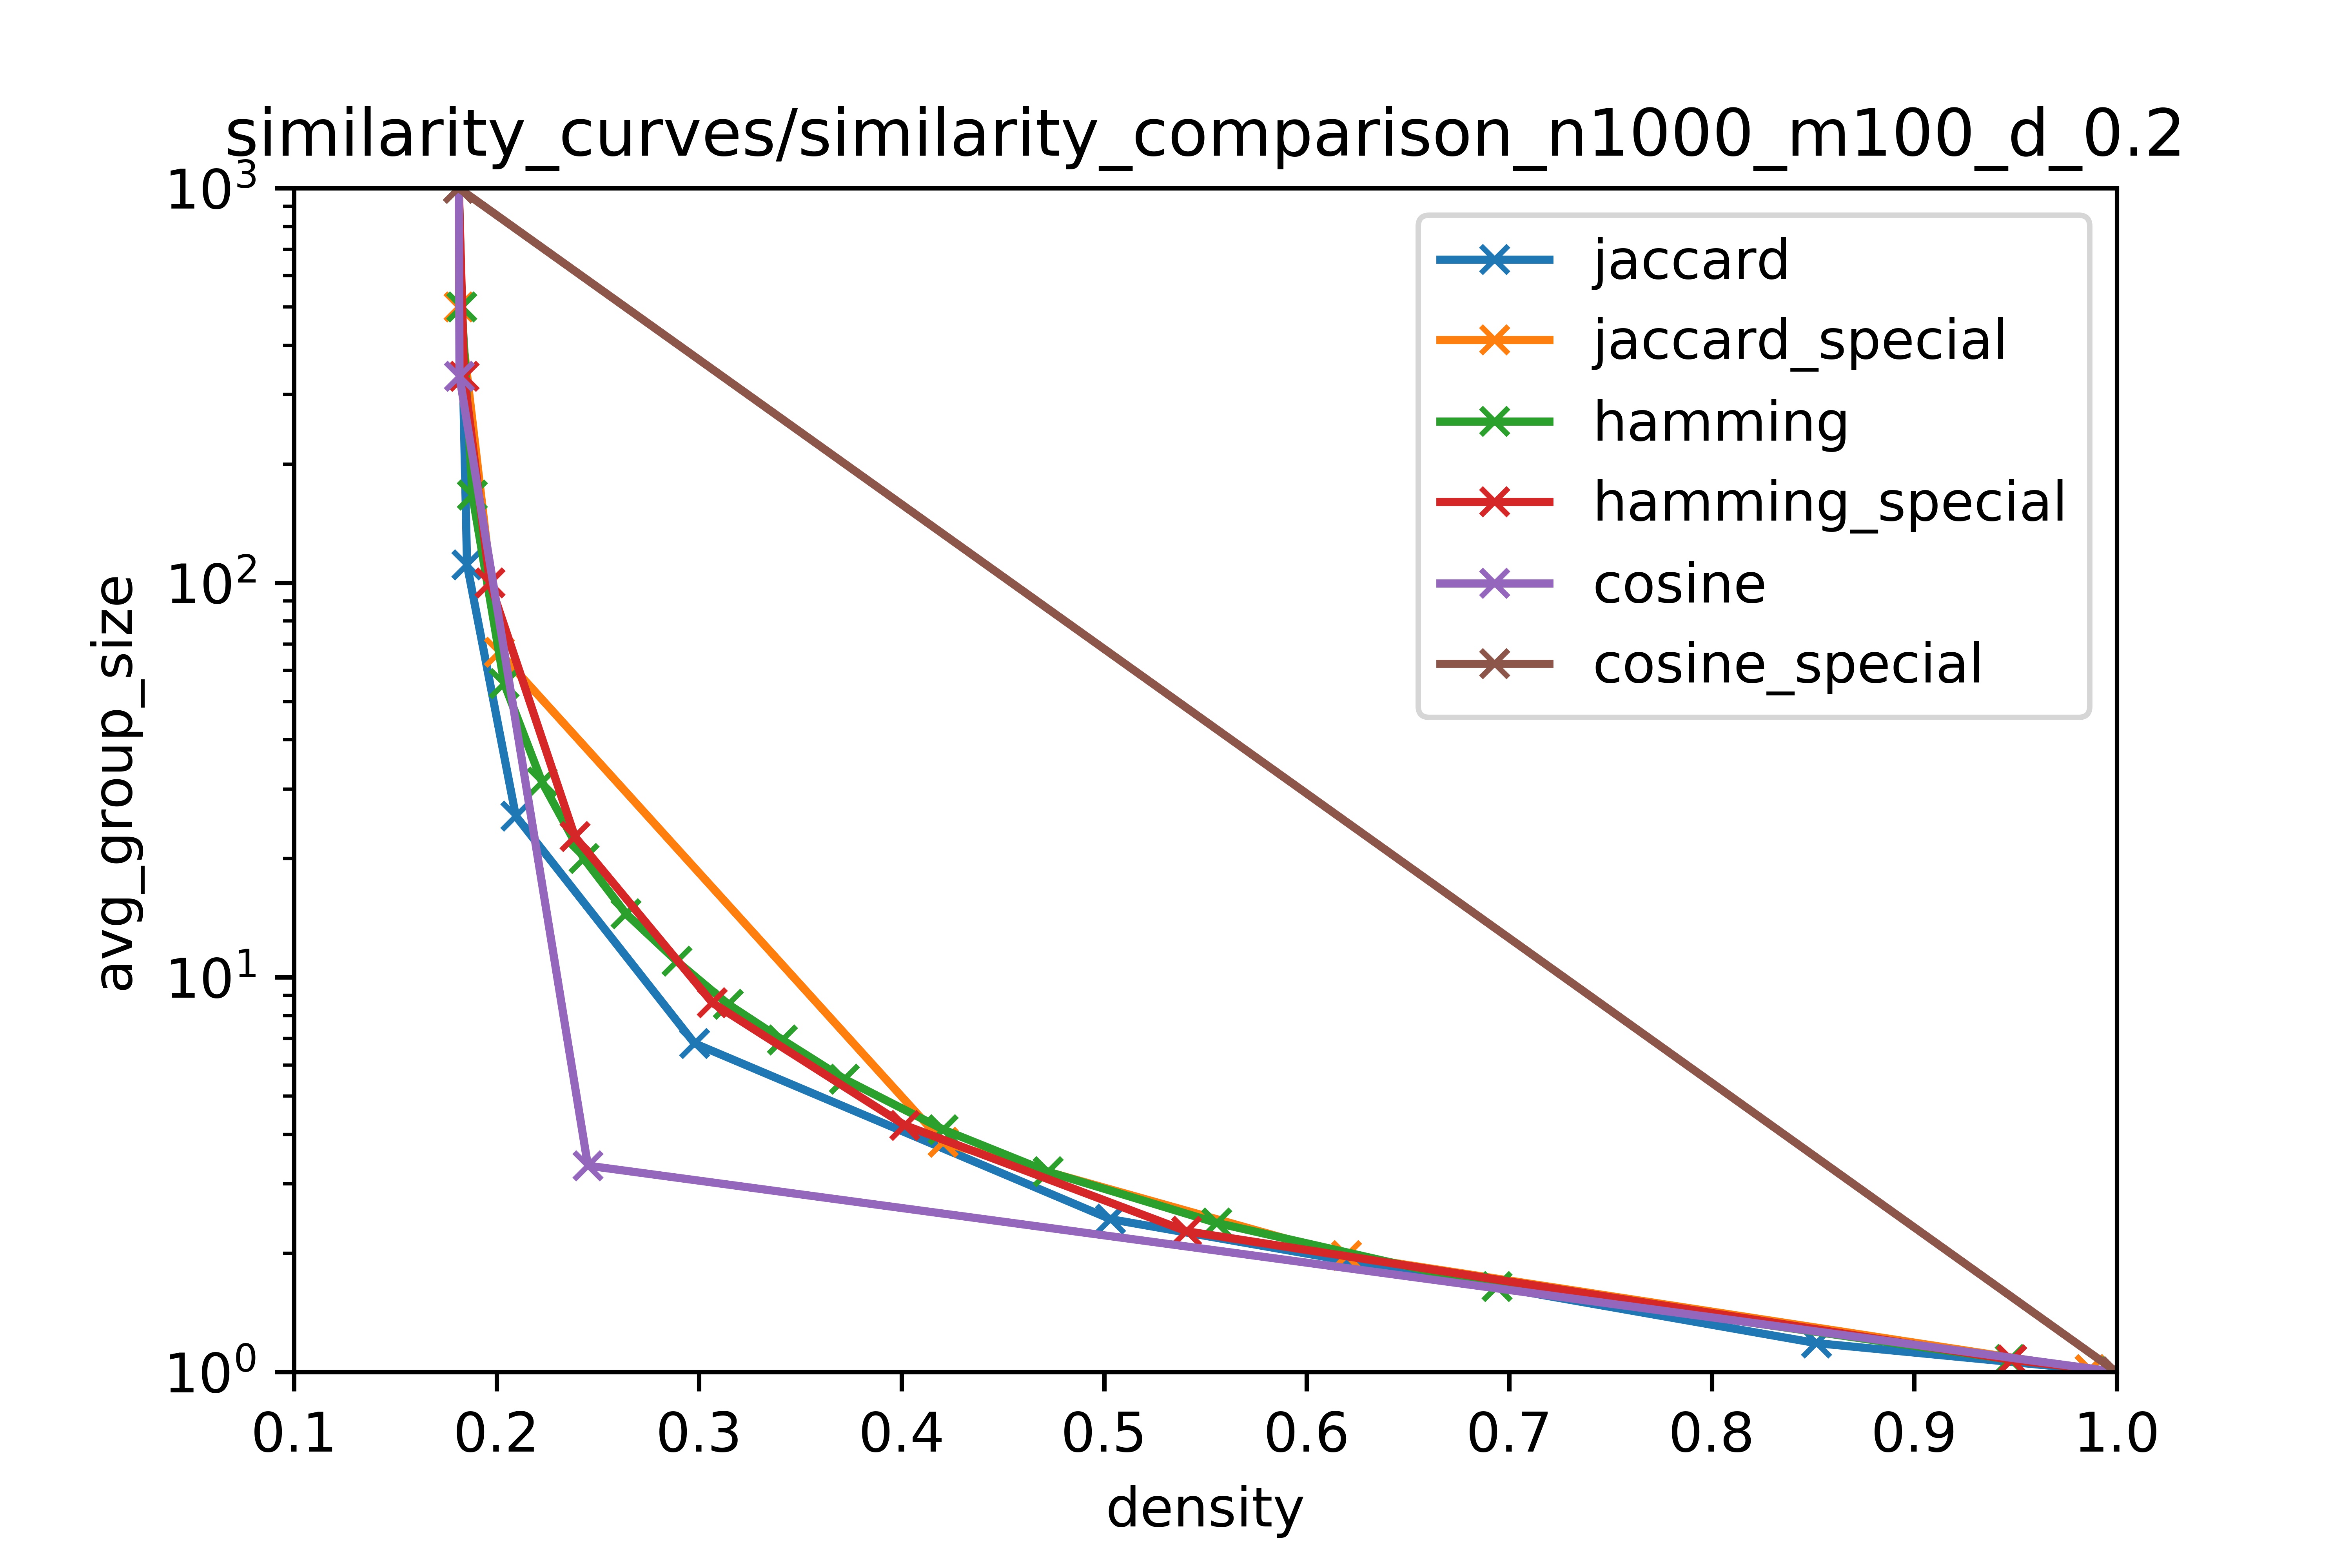 similarity_curves/similarity_comparison_n1000_m100_d_0.2
10³
10²
10¹
10⁰
avg_group_size
jaccard
jaccard_special
hamming
hamming_special
cosine
cosine_special
0.1 0.2 0.3 0.4 0.5 0.6 0.7 0.8 0.9 1.0
density